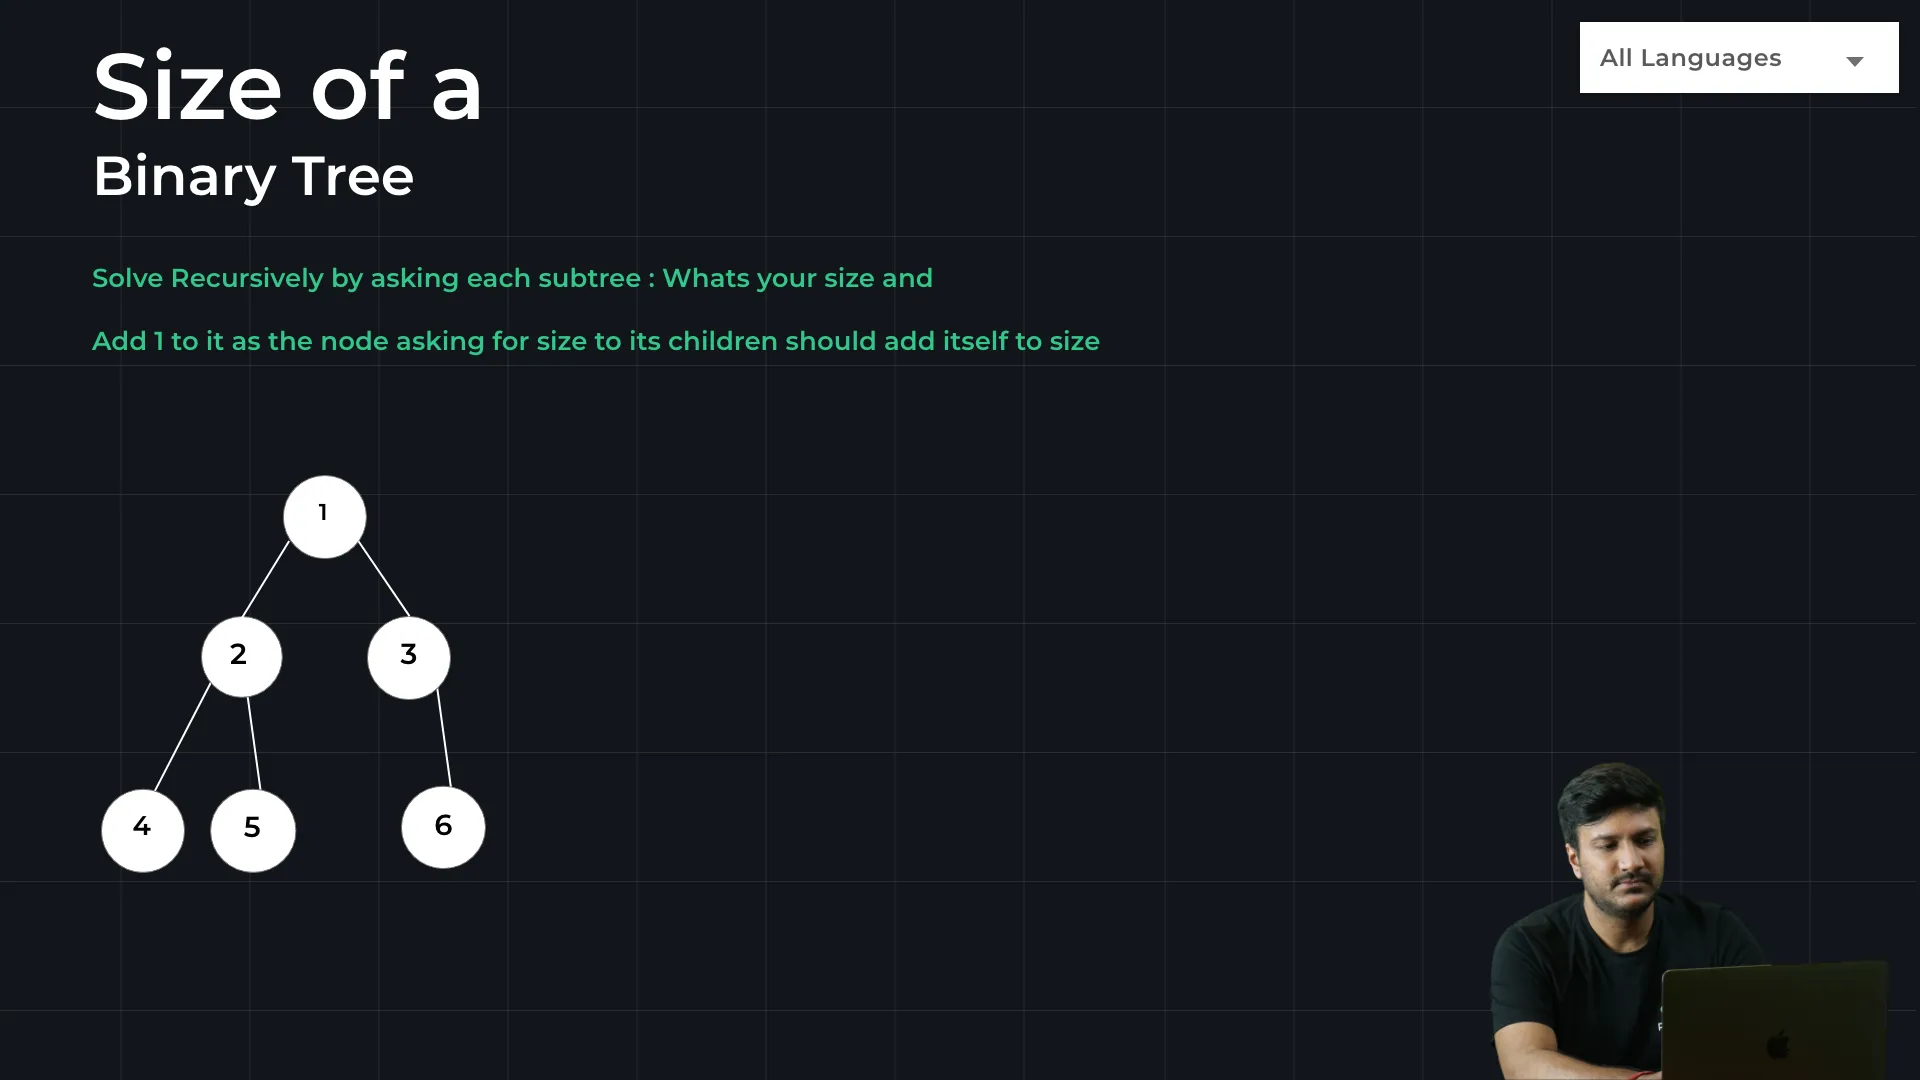 Size of a
All Languages
Binary Tree
Solve Recursively by asking each subtree : Whats your size and
Add 1 to it as the node asking for size to its children should add itself to size
1
2
3
4
5
6